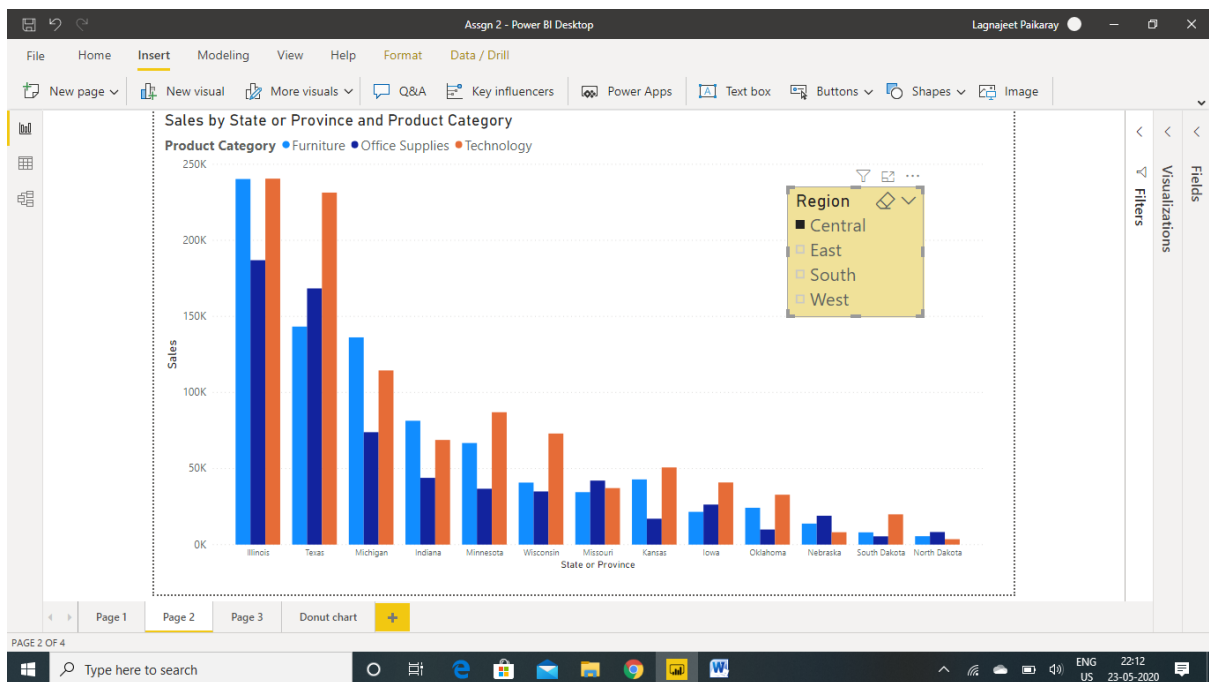 Assgn 2 - Power BI Desktop
Lagnajeet Paikaray
File Home Insert Modeling View Help Format Data / Drill
New page New visual More visuals Q&A Key influencers Power Apps A Text box Buttons Shapes Image
Sales by State or Province and Product Category
Product Category Furniture Office Supplies Technology
250K
200K
150K
100K
50K
0K
Sales
Illinois Texas Michigan Indiana Minnesota Wisconsin Missouri Kansas Iowa Oklahoma Nebraska South Dakota North Dakota
State or Province
Region
Central
East
South
West
Filters
Visualizations
Fields
Page 1 Page 2 Page 3 Donut chart +
PAGE 2 OF 4
Type here to search
W
ENG
US
22:12
23-05-2020